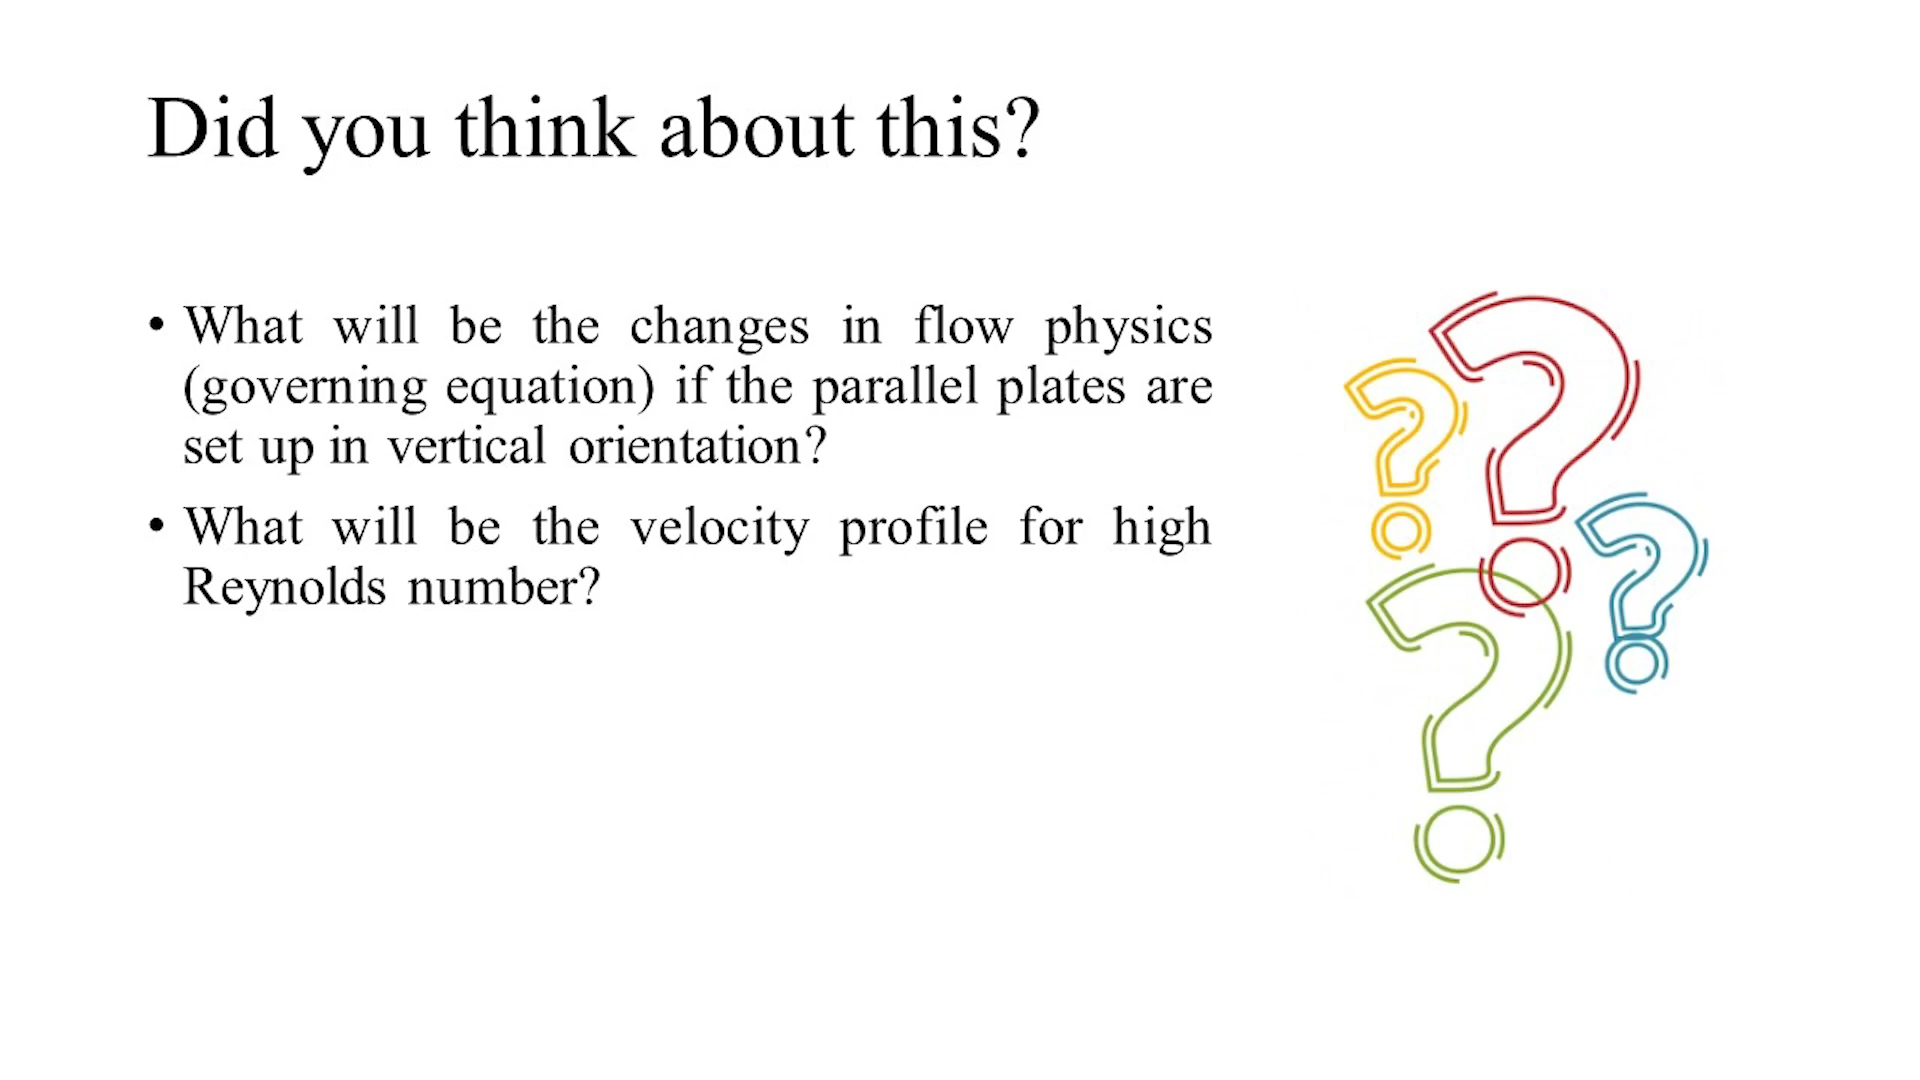 Did you think about this?
• What will be the changes in flow physics
(governing equation) if the parallel plates are
set up in vertical orientation?
• What will be the velocity profile for high
Reynolds number?